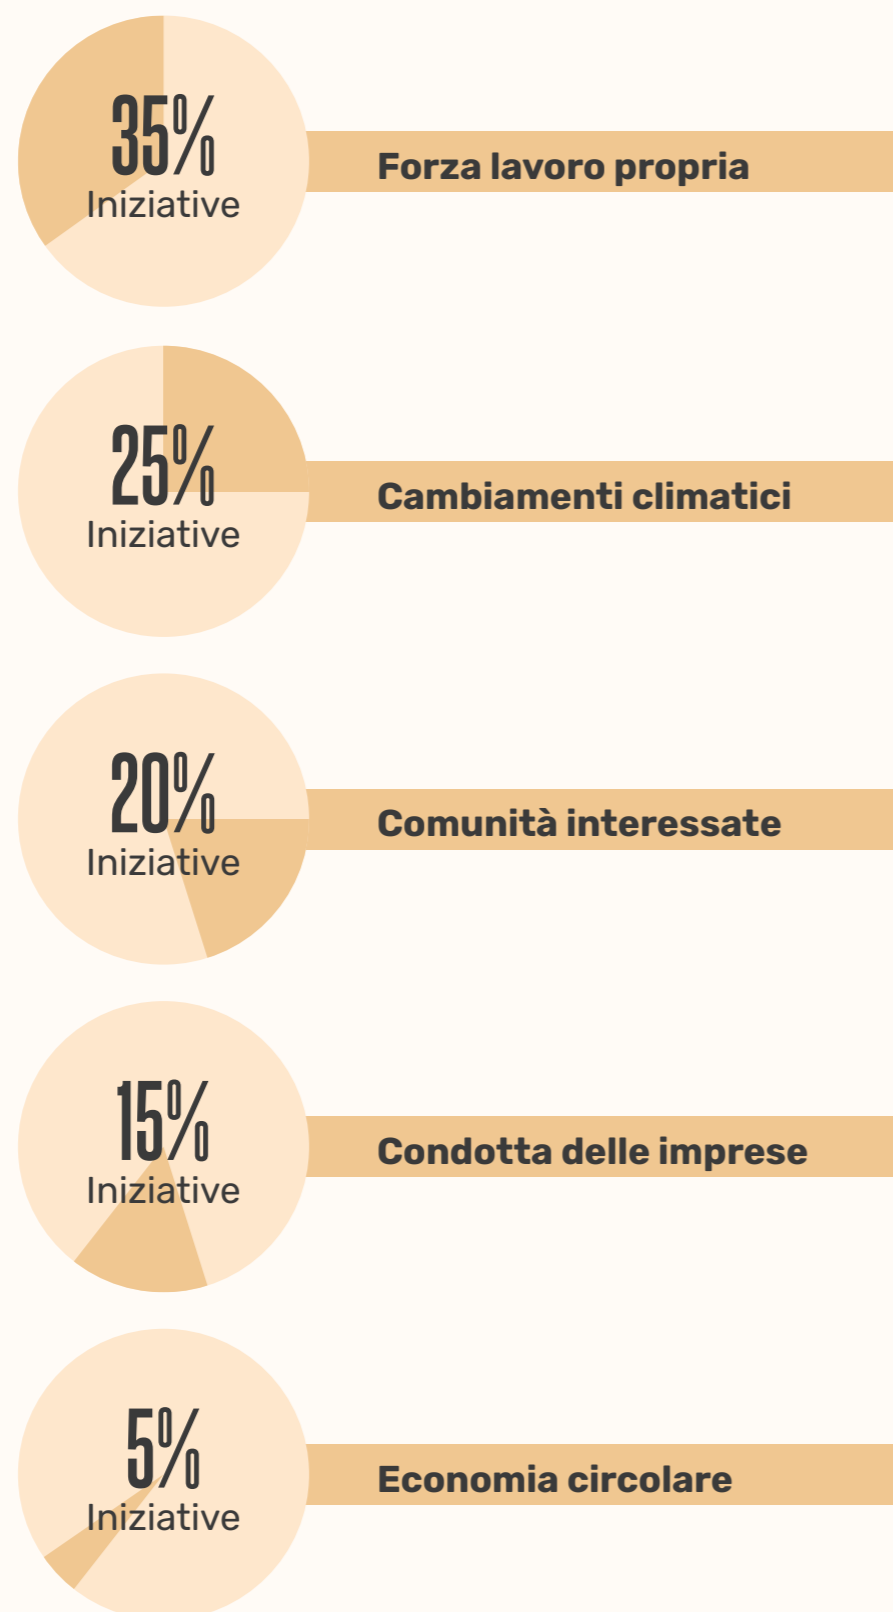 35%
Iniziative
Forza lavoro propria
25%
Iniziative
Cambiamenti climatici
20%
Iniziative
Comunità interessate
15%
Iniziative
Condotta delle imprese
5%
Iniziative
Economia circolare